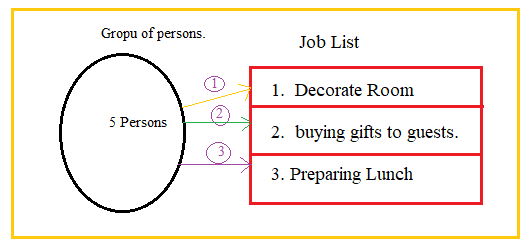 Gropu of persons.
Job List
5 Persons
1
2
3
1. Decorate Room
2. buying gifts to guests.
3. Preparing Lunch